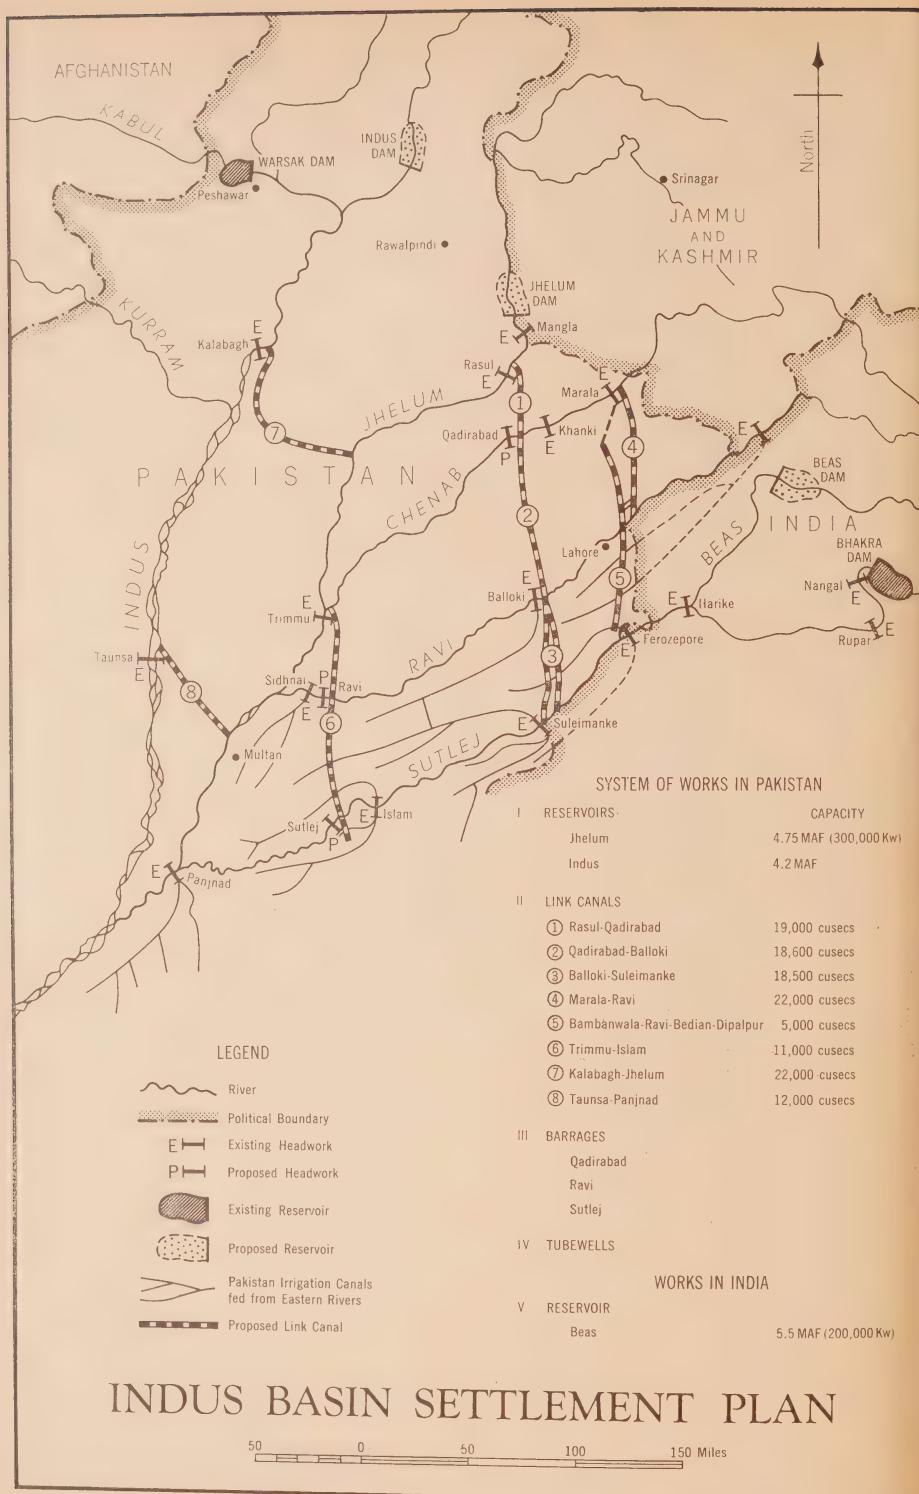 AFGHANISTAN
KABUL
INDUS
DAM
WARSAK DAM
Peshawar
Srinagar
North
JAMMU
AND
KASHMIR
Rawalpindi
JHELUM
DAM
KURRAM
E
Mangla
E
Kalabagh
E
Rasul
E
JHELUM
1
Marala
E
7
Qadirabad
P
Khanki
E
4
E
PAKISTAN
CHENAB
BEAS
DAM
2
INDIA
BEAS
BHAKRA
DAM
Lahore
INDUS
5
Nangal
E
E
Balloki
E
Harike
E
Trimmu
Ferozepore
E
Rupar
E
RAVI
3
Taunsa
E
Sidhnai
E
P
Ravi
8
6
E
Suleimanke
Multan
SUTLEJ
Sutlej
P
E
Islam
E
Panjnad
SYSTEM OF WORKS IN PAKISTAN
I RESERVOIRS CAPACITY
Jhelum 4.75 MAF (300,000 Kw)
Indus 4.2 MAF
II LINK CANALS
1 Rasul-Qadirabad 19,000 cusecs
2 Qadirabad-Balloki 18,600 cusecs
3 Balloki-Suleimanke 18,500 cusecs
4 Marala-Ravi 22,000 cusecs
5 Bambanwala-Ravi-Bedian-Dipalpur 5,000 cusecs
6 Trimmu-Islam 11,000 cusecs
7 Kalabagh-Jhelum 22,000 cusecs
8 Taunsa-Panjnad 12,000 cusecs
III BARRAGES
Qadirabad
Ravi
Sutlej
IV TUBEWELLS
WORKS IN INDIA
V RESERVOIR
Beas 5.5 MAF (200,000 Kw)
LEGEND
River
Political Boundary
E Existing Headwork
P Proposed Headwork
Existing Reservoir
Proposed Reservoir
Pakistan Irrigation Canals
fed from Eastern Rivers
Proposed Link Canal
INDUS BASIN SETTLEMENT PLAN
50 0 50 100 150 Miles